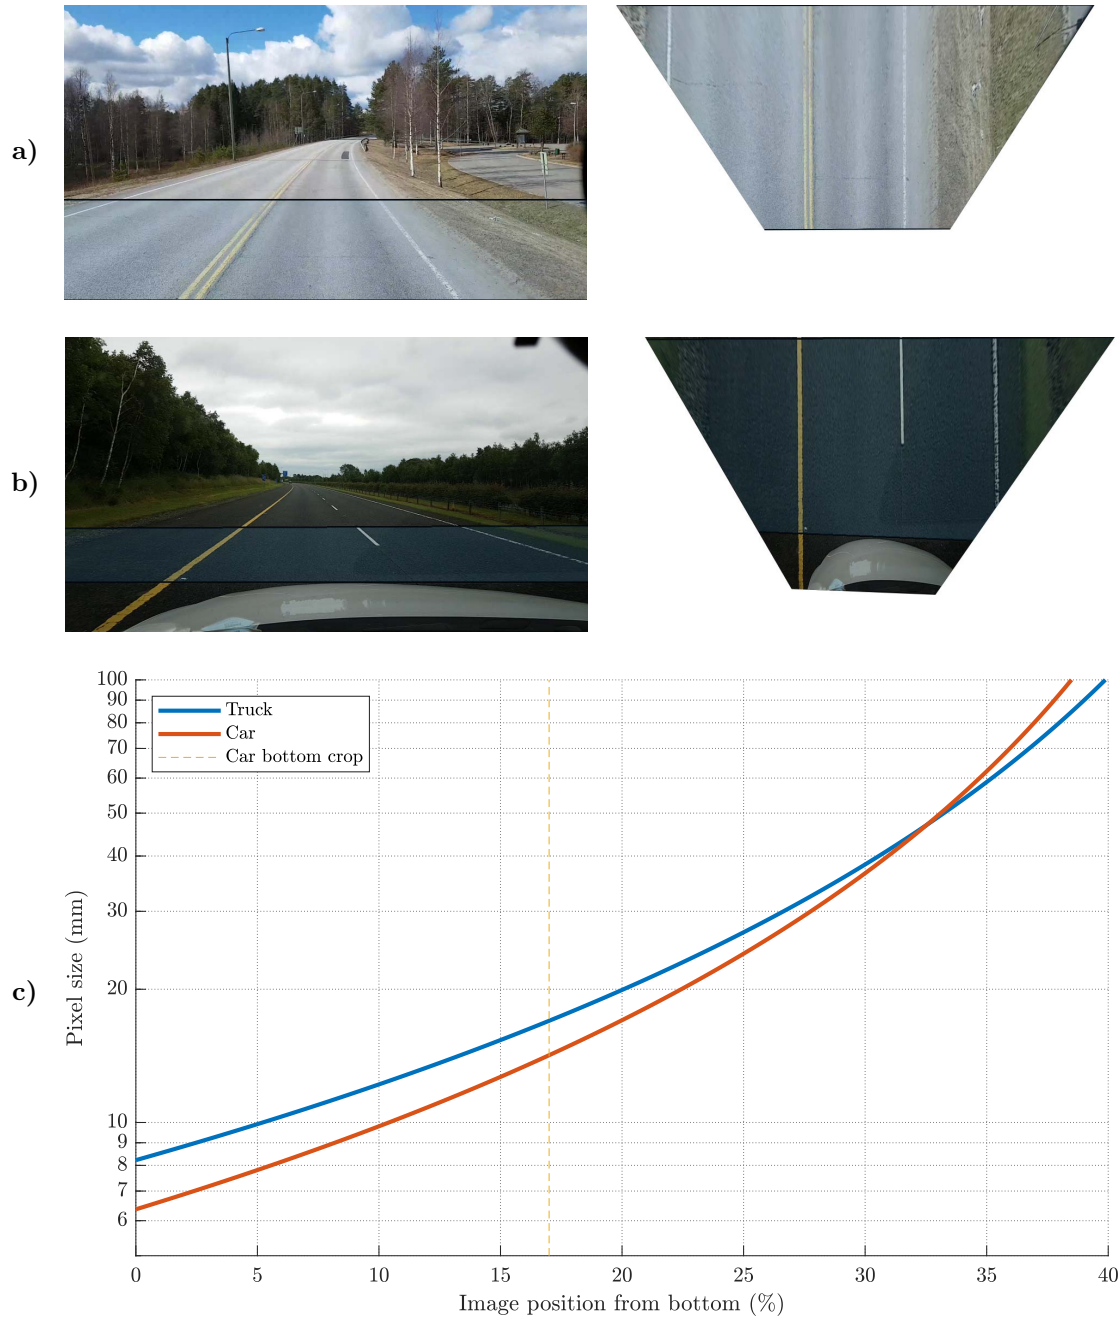 a)
b)
c)
Truck
Car
Car bottom crop
100
90
80
70
60
50
40
30
20
10
9
8
7
6
Pixel size (mm)
0 5 10 15 20 25 30 35 40
Image position from bottom (%)